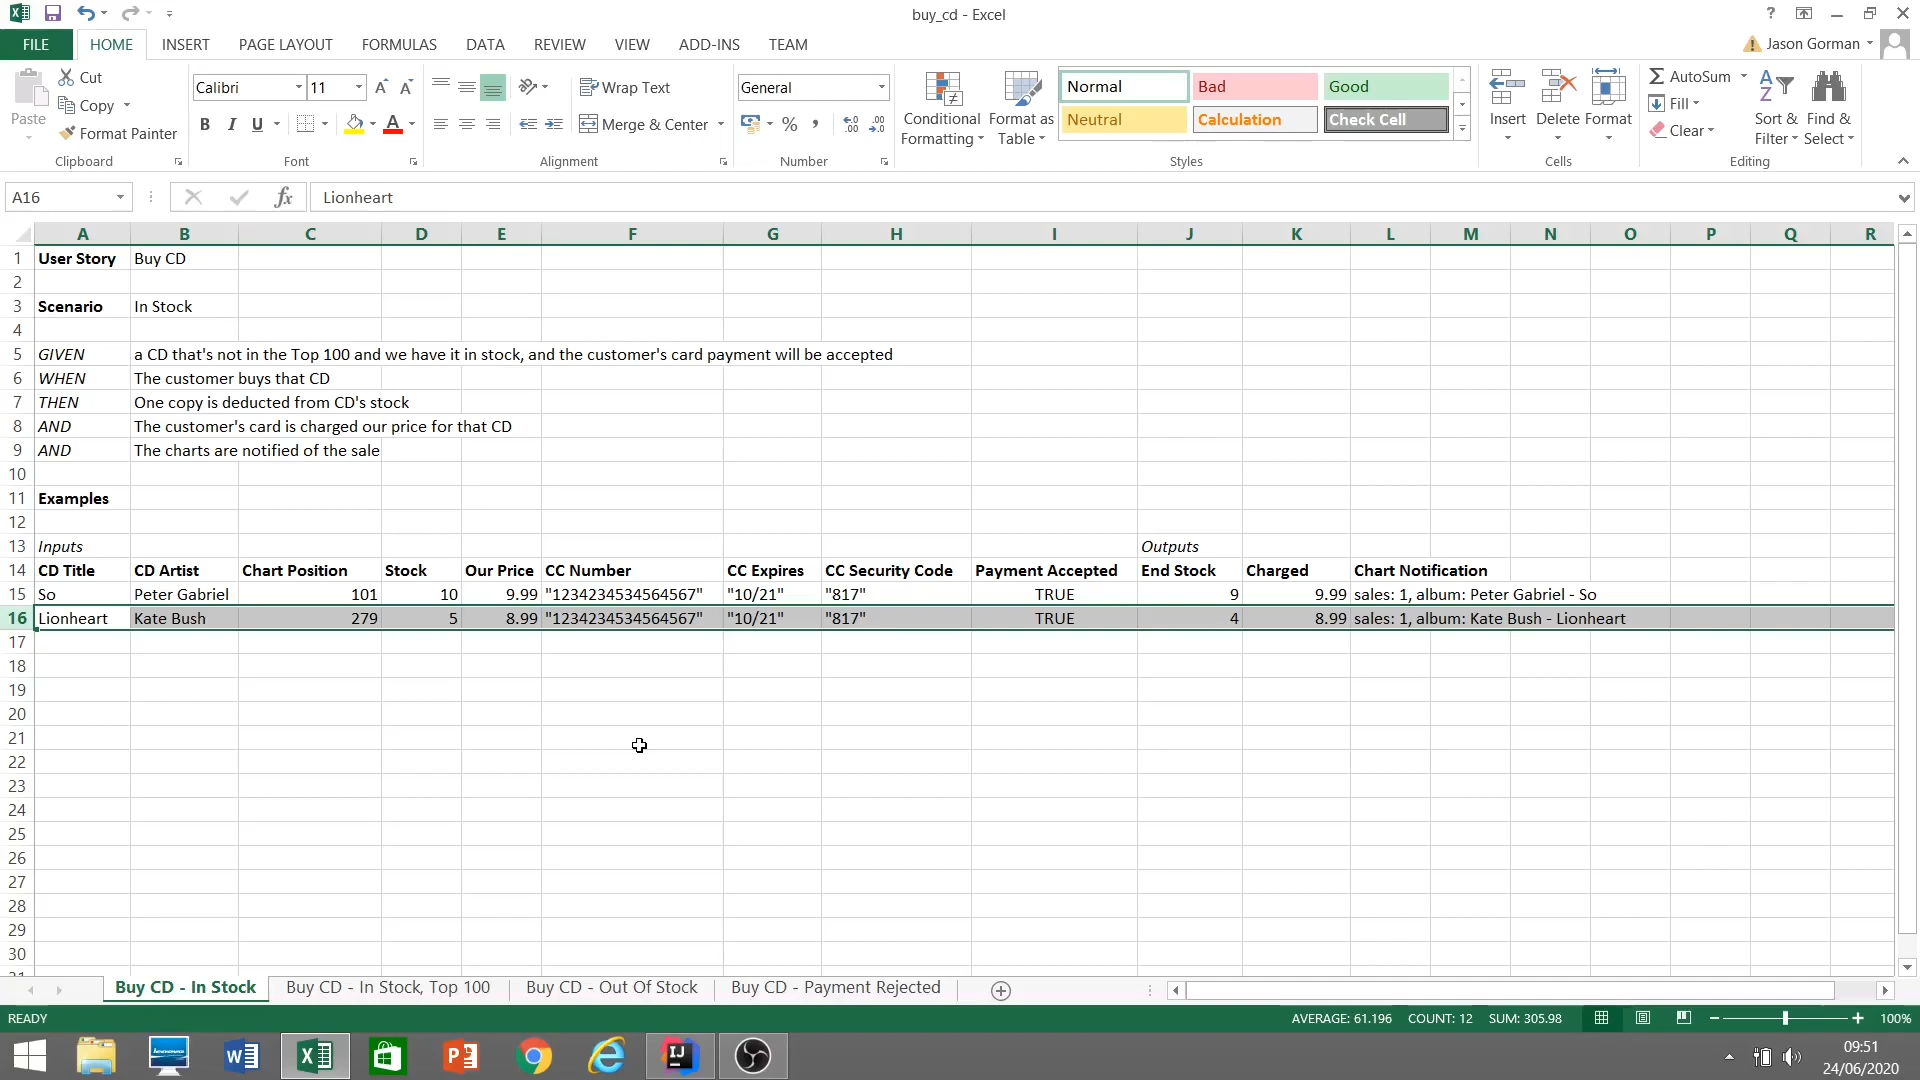 buy_cd - Excel
?
FILE HOME INSERT PAGE LAYOUT FORMULAS DATA REVIEW VIEW ADD-INS TEAM Jason Gorman
Paste Cut Copy Format Painter
Calibri 11 A A
B I U A
Wrap Text
Merge & Center
General
% ,
Conditional Formatting
Format as Table
Normal Bad Good
Neutral Calculation Check Cell
Insert Delete Format
AutoSum Fill Clear
Sort & Filter
Find & Select
Clipboard Font Alignment Number Styles Cells Editing
A16 fx Lionheart
A B C D E F G H I J K L M N O P Q R
1 User Story Buy CD
2
3 Scenario In Stock
4
5 GIVEN a CD that's not in the Top 100 and we have it in stock, and the customer's card payment will be accepted
6 WHEN The customer buys that CD
7 THEN One copy is deducted from CD's stock
8 AND The customer's card is charged our price for that CD
9 AND The charts are notified of the sale
10
11 Examples
12
13 Inputs Outputs
14 CD Title CD Artist Chart Position Stock Our Price CC Number CC Expires CC Security Code Payment Accepted End Stock Charged Chart Notification
15 So Peter Gabriel 101 10 9.99 "1234234534564567" "10/21" "817" TRUE 9 9.99 sales: 1, album: Peter Gabriel - So
16 Lionheart Kate Bush 279 5 8.99 "1234234534564567" "10/21" "817" TRUE 4 8.99 sales: 1, album: Kate Bush - Lionheart
17
18
19
20
21
22
23
24
25
26
27
28
29
30
Buy CD - In Stock Buy CD - In Stock, Top 100 Buy CD - Out Of Stock Buy CD - Payment Rejected
READY AVERAGE: 61.196 COUNT: 12 SUM: 305.98 100%
09:51
24/06/2020